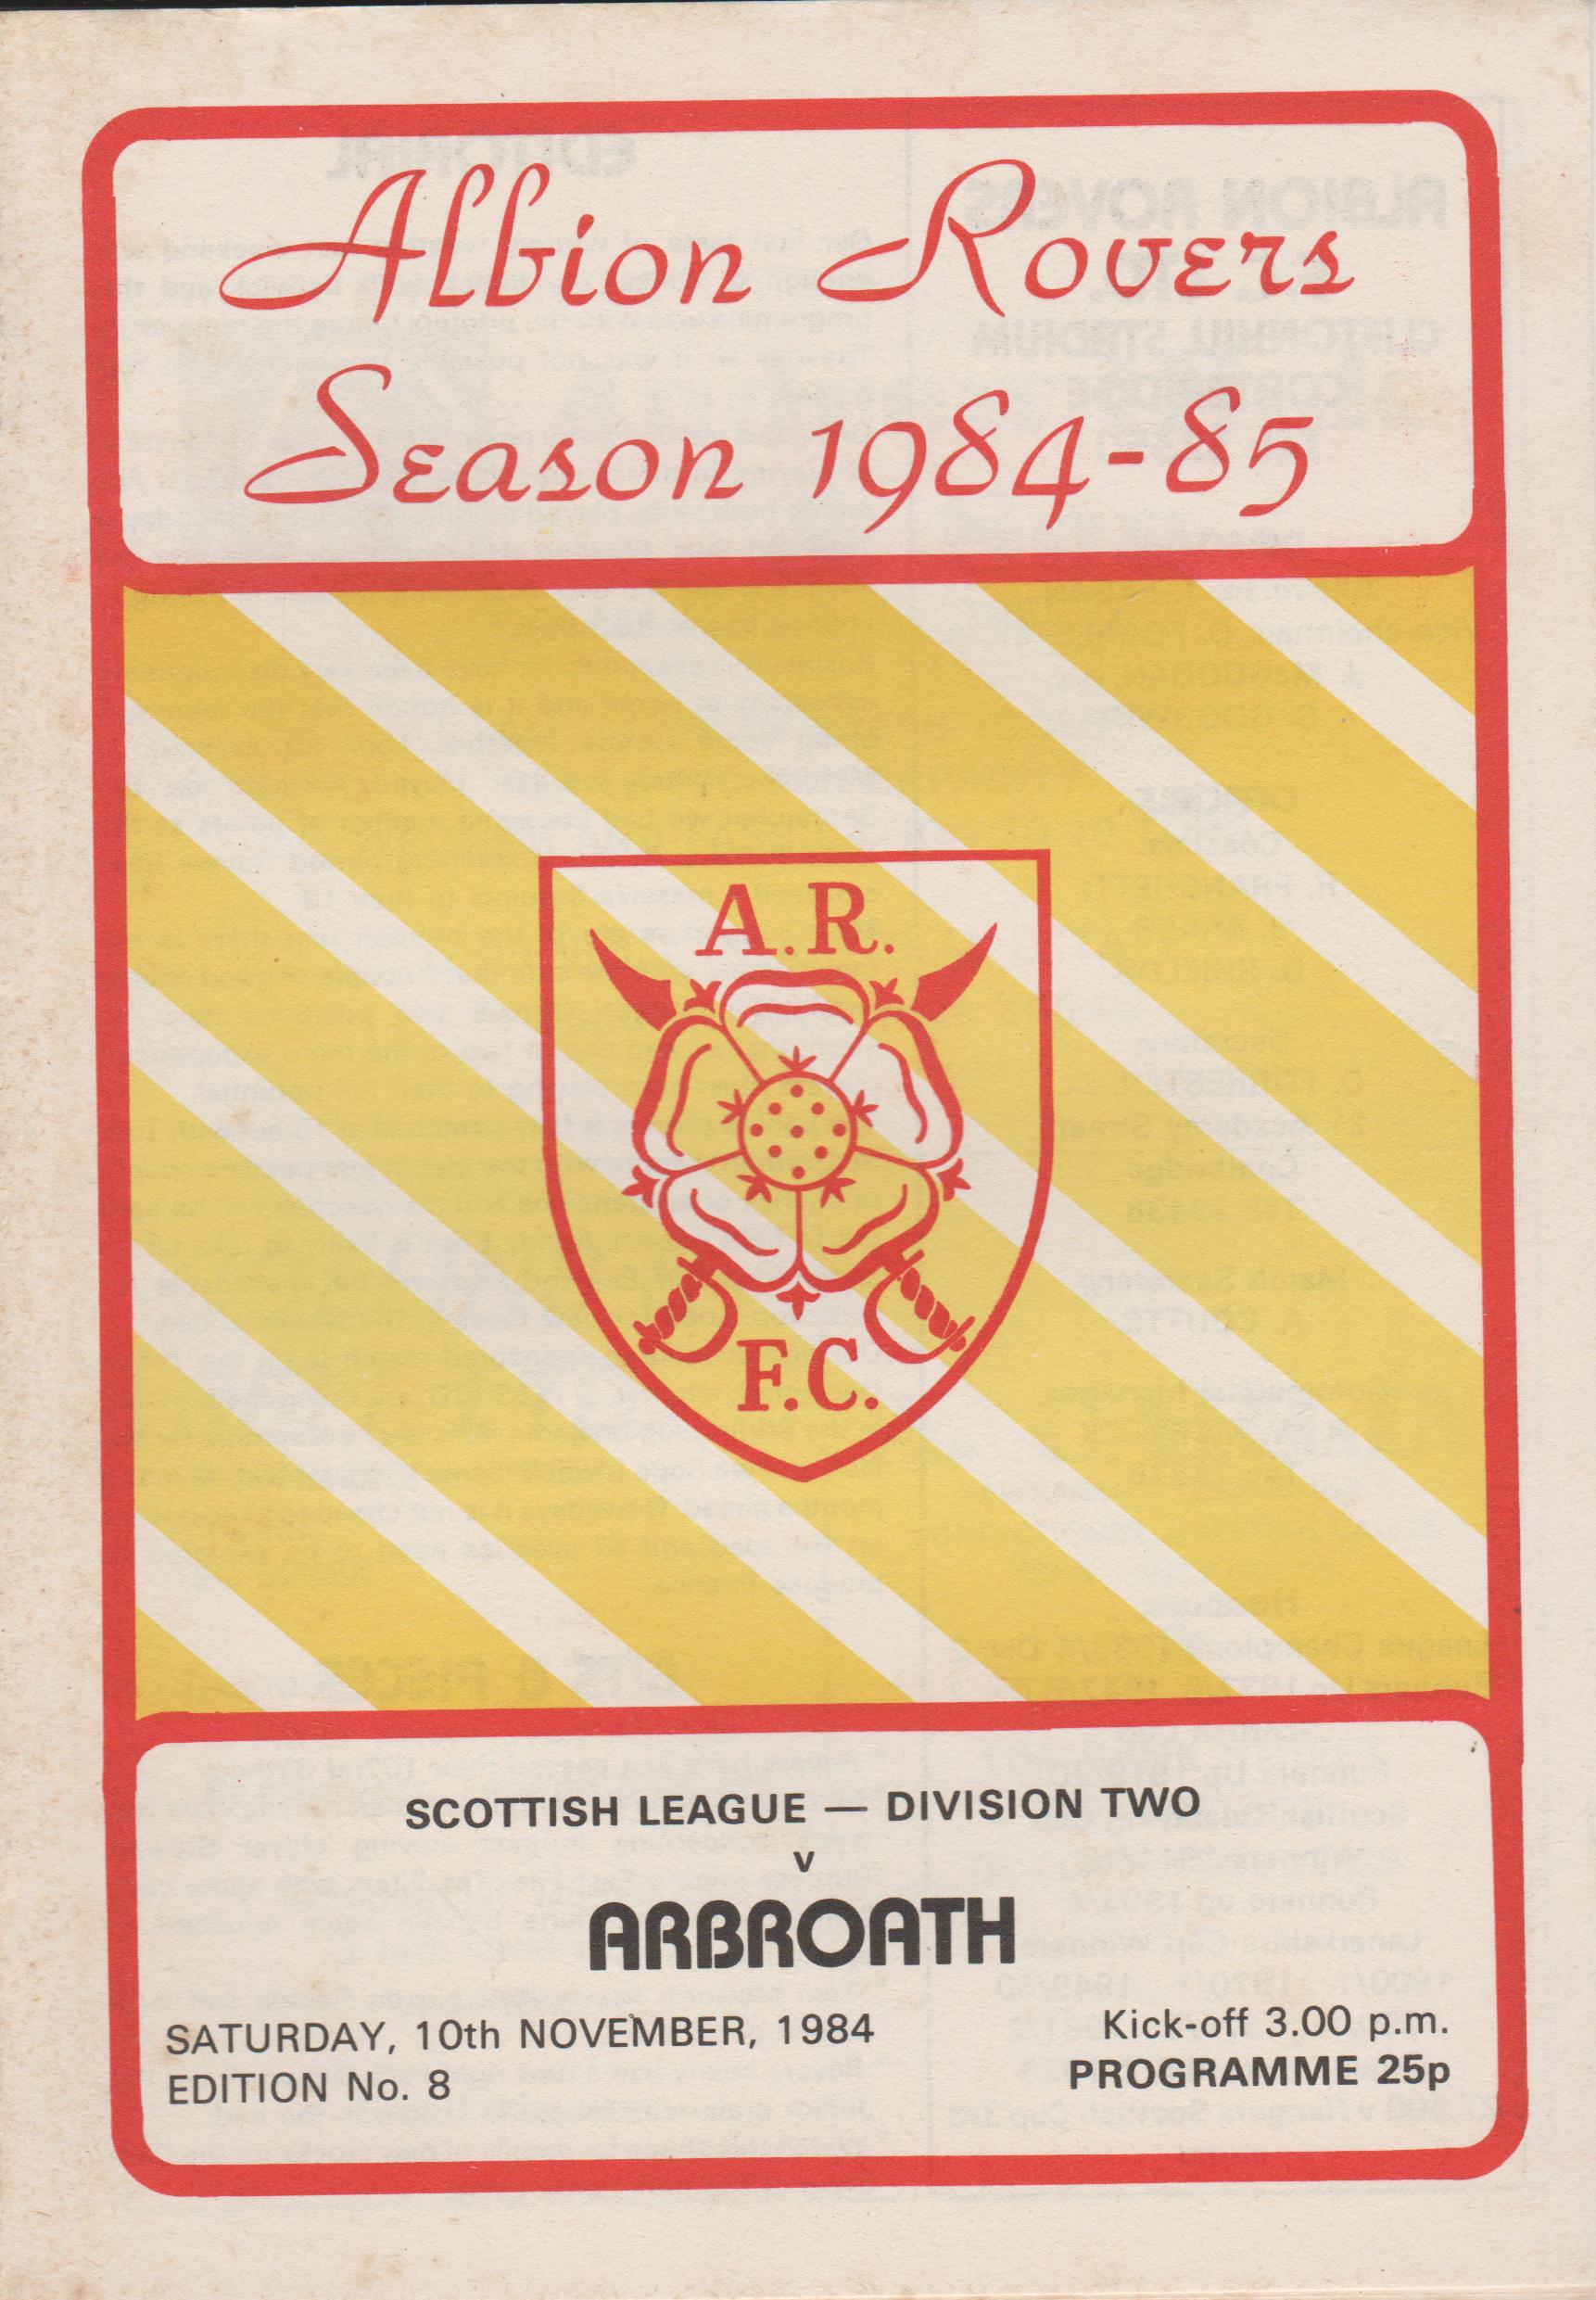 Albion Rovers
Season 1984-85
A.R.
F.C.
SCOTTISH LEAGUE — DIVISION TWO
v
ARBROATH
SATURDAY, 10th NOVEMBER, 1984
EDITION No. 8
Kick-off 3.00 p.m.
PROGRAMME 25p